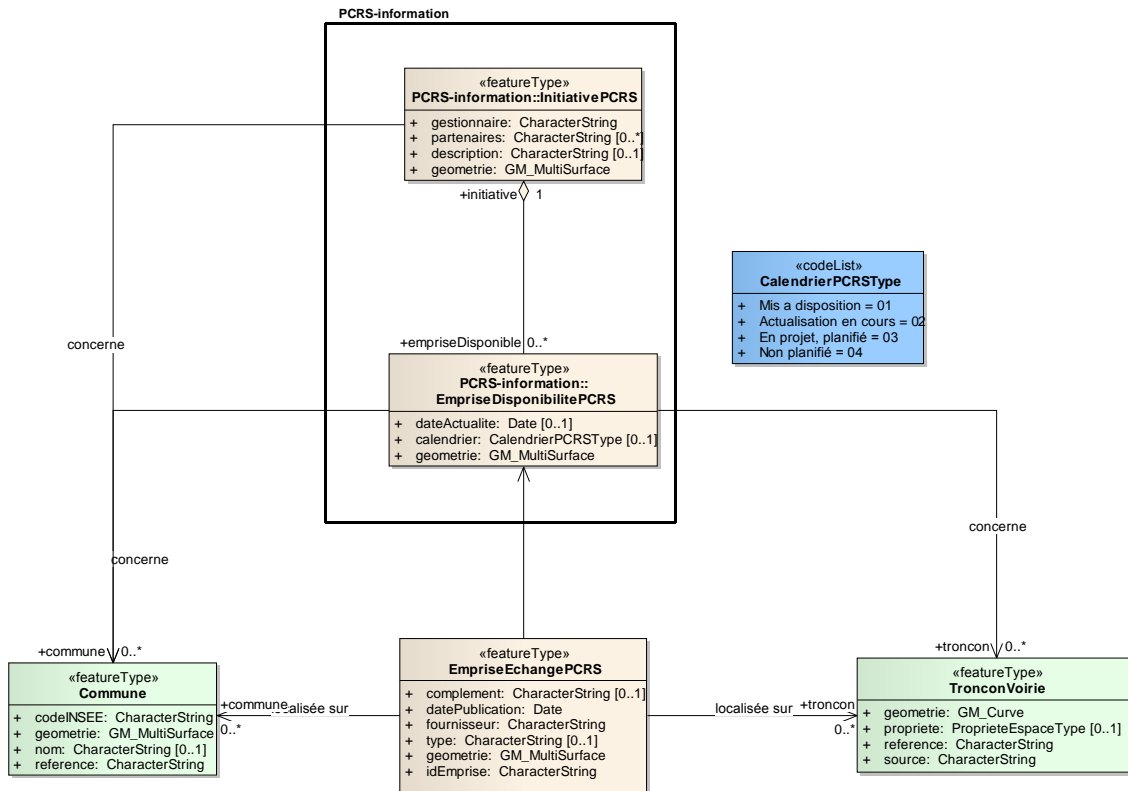 PCRS-information
«featureType»
PCRS-information::InitiativePCRS
+ gestionnaire: CharacterString
+ partenaires: CharacterString [0..*]
+ description: CharacterString [0..1]
+ geometrie: GM_MultiSurface
+initiative 1
«codeList»
CalendrierPCRSType
+ Mis a disposition = 01
+ Actualisation en cours = 02
+ En projet, planifié = 03
+ Non planifié = 04
concerne
+empriseDisponible 0..*
«featureType»
PCRS-information::
EmpriseDisponibilitePCRS
+ dateActualite: Date [0..1]
+ calendrier: CalendrierPCRSType [0..1]
+ geometrie: GM_MultiSurface
concerne
concerne
+commune 0..*
+troncon 0..*
«featureType»
Commune
+ codeINSEE: CharacterString
+ geometrie: GM_MultiSurface
+ nom: CharacterString [0..1]
+ reference: CharacterString
+commune
localisée sur
0..*
«featureType»
EmpriseEchangePCRS
+ complement: CharacterString [0..1]
+ datePublication: Date
+ fournisseur: CharacterString
+ type: CharacterString [0..1]
+ geometrie: GM_MultiSurface
+ idEmprise: CharacterString
localisée sur
+troncon
0..*
«featureType»
TronconVoirie
+ geometrie: GM_Curve
+ propriete: ProprieteEspaceType [0..1]
+ reference: CharacterString
+ source: CharacterString